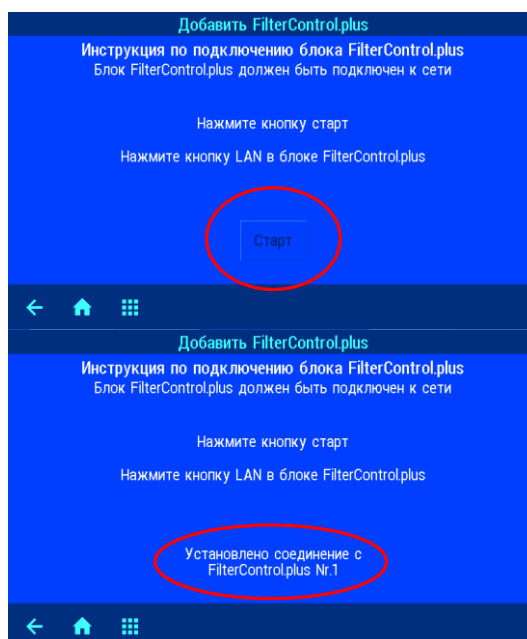 Добавить FilterControl.plus
Инструкция по подключению блока FilterControl.plus
Блок FilterControl.plus должен быть подключен к сети
Нажмите кнопку старт
Нажмите кнопку LAN в блоке FilterControl.plus
Старт
Добавить FilterControl.plus
Инструкция по подключению блока FilterControl.plus
Блок FilterControl.plus должен быть подключен к сети
Нажмите кнопку старт
Нажмите кнопку LAN в блоке FilterControl.plus
Установлено соединение с
FilterControl.plus Nr.1